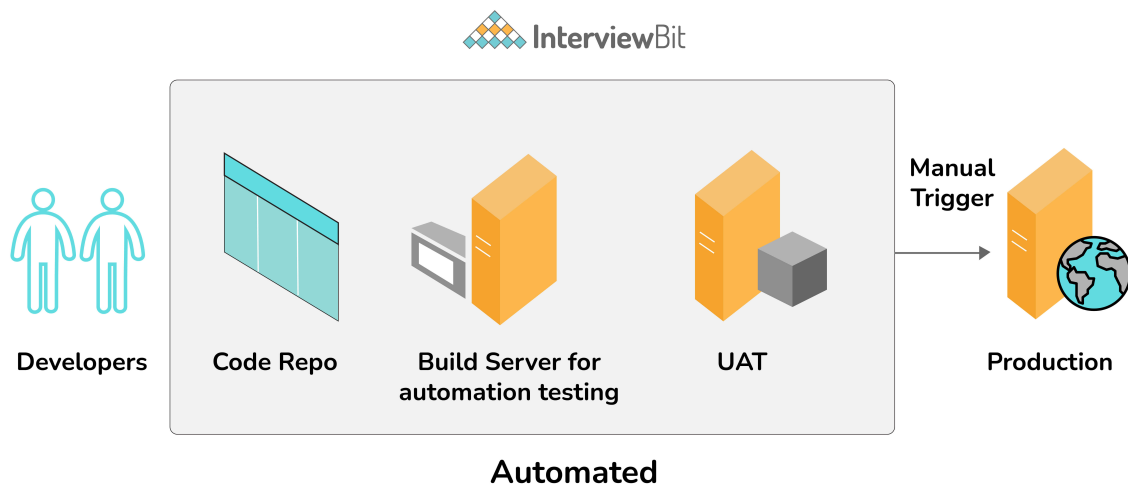 InterviewBit
Manual
Trigger
Developers
Code Repo
Build Server for
automation testing
UAT
Production
Automated